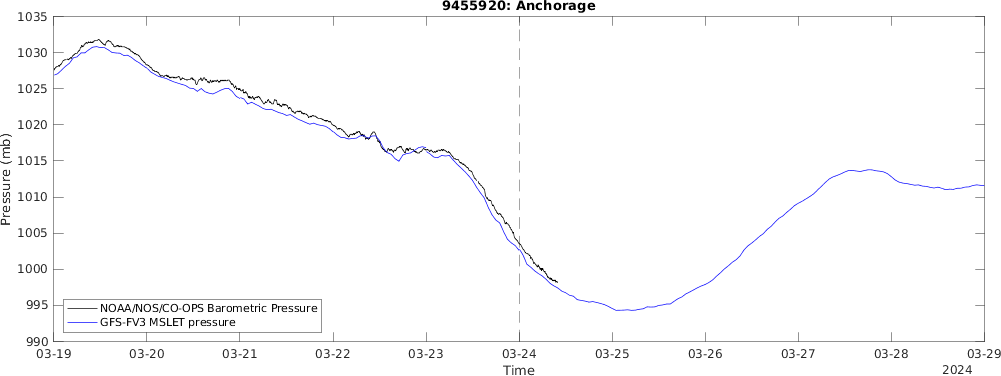 9455920: Anchorage
1035
1030
1025
1020
1015
1010
1005
1000
995
990
Pressure (mb)
NOAA/NOS/CO-OPS Barometric Pressure
GFS-FV3 MSLET pressure
03-19 03-20 03-21 03-22 03-23 03-24 03-25 03-26 03-27 03-28 03-29
Time
2024